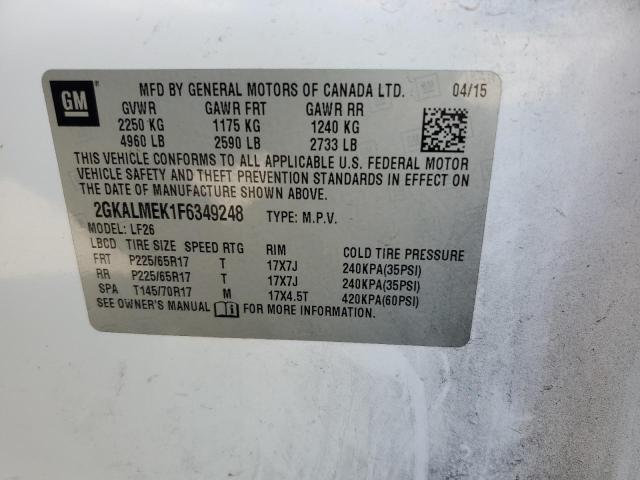 GM
MFD BY GENERAL MOTORS OF CANADA LTD. 04/15
GVWR GAWR FRT GAWR RR
2250 KG 1175 KG 1240 KG
4960 LB 2590 LB 2733 LB
THIS VEHICLE CONFORMS TO ALL APPLICABLE U.S. FEDERAL MOTOR
VEHICLE SAFETY AND THEFT PREVENTION STANDARDS IN EFFECT ON
THE DATE OF MANUFACTURE SHOWN ABOVE.
2GKALMEK1F6349248 TYPE: M.P.V.
MODEL: LF26
LBCD TIRE SIZE SPEED RTG RIM COLD TIRE PRESSURE
FRT P225/65R17 T 17X7J 240KPA(35PSI)
RR P225/65R17 T 17X7J 240KPA(35PSI)
SPA T145/70R17 M 17X4.5T 420KPA(60PSI)
SEE OWNER'S MANUAL FOR MORE INFORMATION.